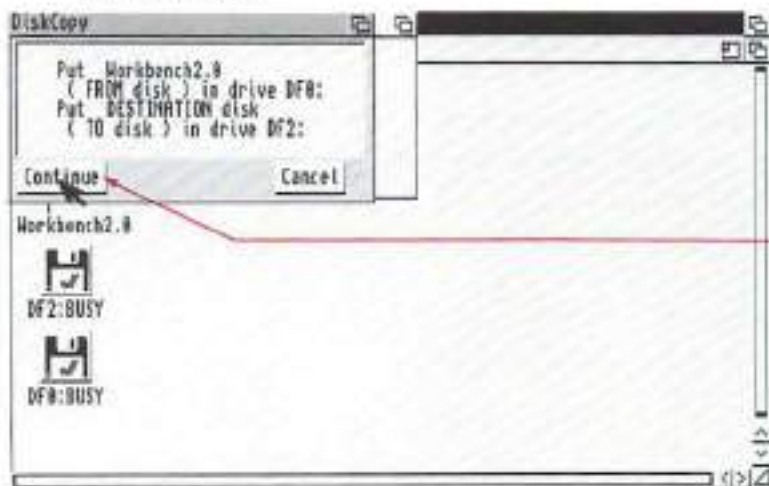 DiskCopy
Put Workbench2.0
( FROM disk ) in drive DF0:
Put DESTINATION disk
( TO disk ) in drive DF2:
Continue
Cancel
Workbench2.0
DF2:BUSY
DF0:BUSY